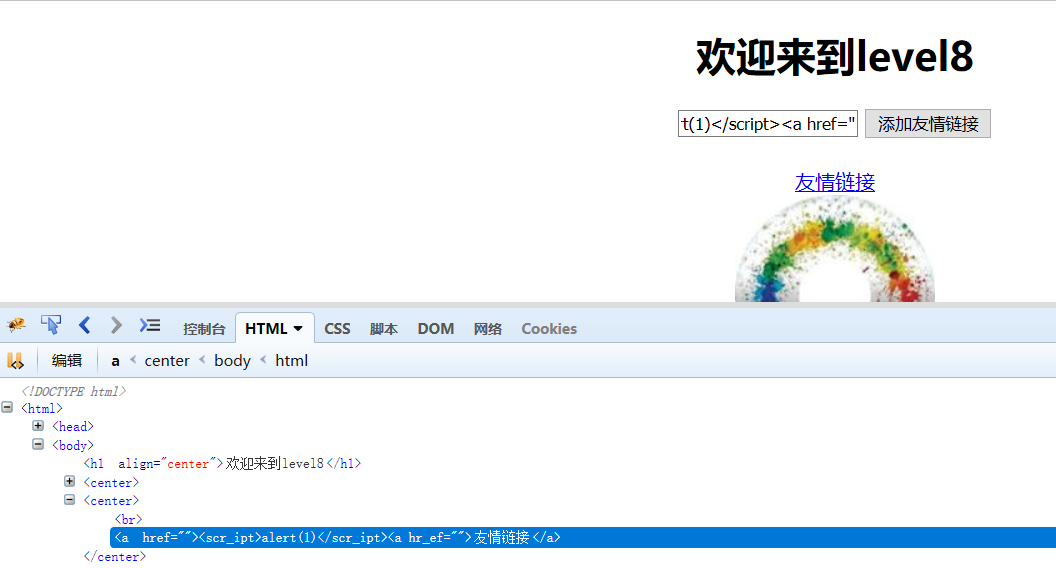 欢迎来到level8
t(1)</script><a href=" 添加友情链接
友情链接
控制台 HTML CSS 脚本 DOM 网络 Cookies
编辑 a < center < body < html
<!DOCTYPE html>
<html>
<head>
<body>
<h1 align="center">欢迎来到level8</h1>
<center>
<center>
<br>
<a href=""><scr_ipt>alert(1)</scr_ipt><a hr_ef="">友情链接</a>
</center>